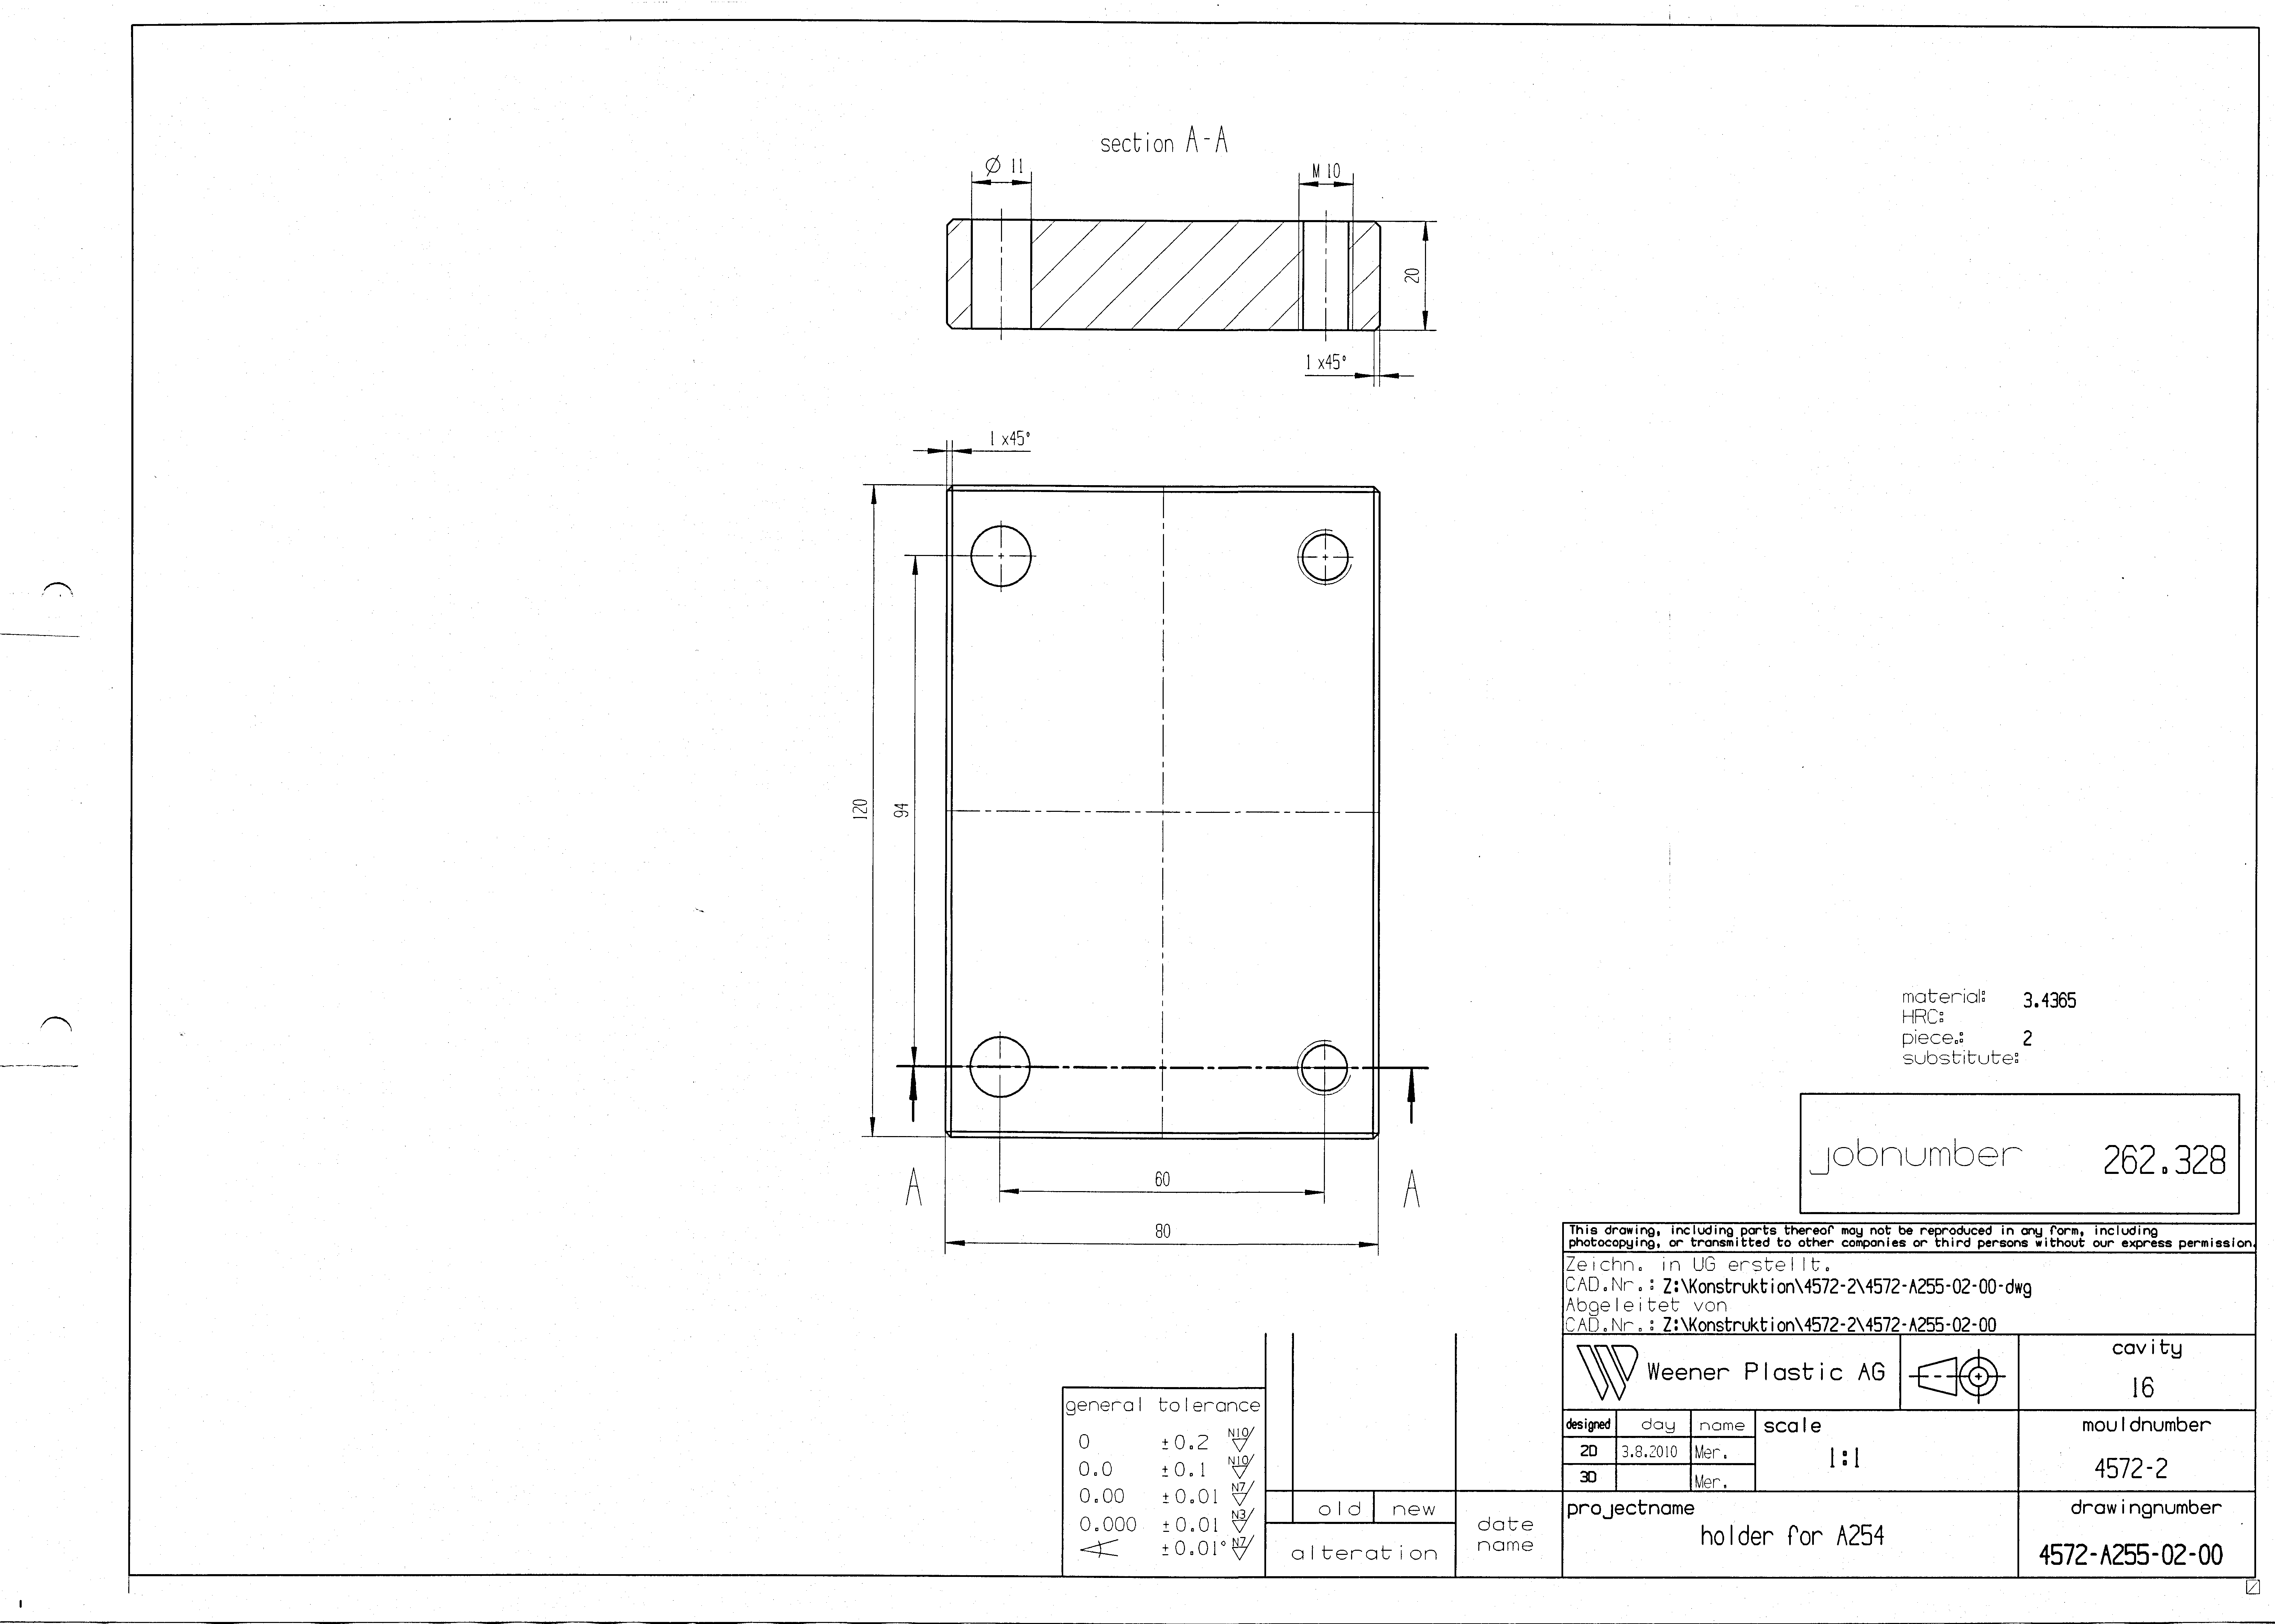 section A-A
Ø 11
M 10
20
1 x45°
1 x45°
120
94
A
A
60
80
material: 3.4365
HRC:
piece.: 2
substitute:
jobnumber 262.328
This drawing, including parts thereof may not be reproduced in any form, including
photocopying, or transmitted to other companies or third persons without our express permission.
Zeichn. in UG erstellt.
CAD.Nr.: Z:\Konstruktion\4572-2\4572-A255-02-00-dwg
Abgeleitet von
CAD.Nr.: Z:\Konstruktion\4572-2\4572-A255-02-00
Weener Plastic AG
cavity
16
designed day name scale
2D 3.8.2010 Mer.
3D Mer.
1:1
mouldnumber
4572-2
projectname
holder for A254
drawingnumber
4572-A255-02-00
general tolerance
0 ±0.2 N10
0.0 ±0.1 N10
0.00 ±0.01 N7
0.000 ±0.01 N3
±0.01° N7
old new
alteration
date
name